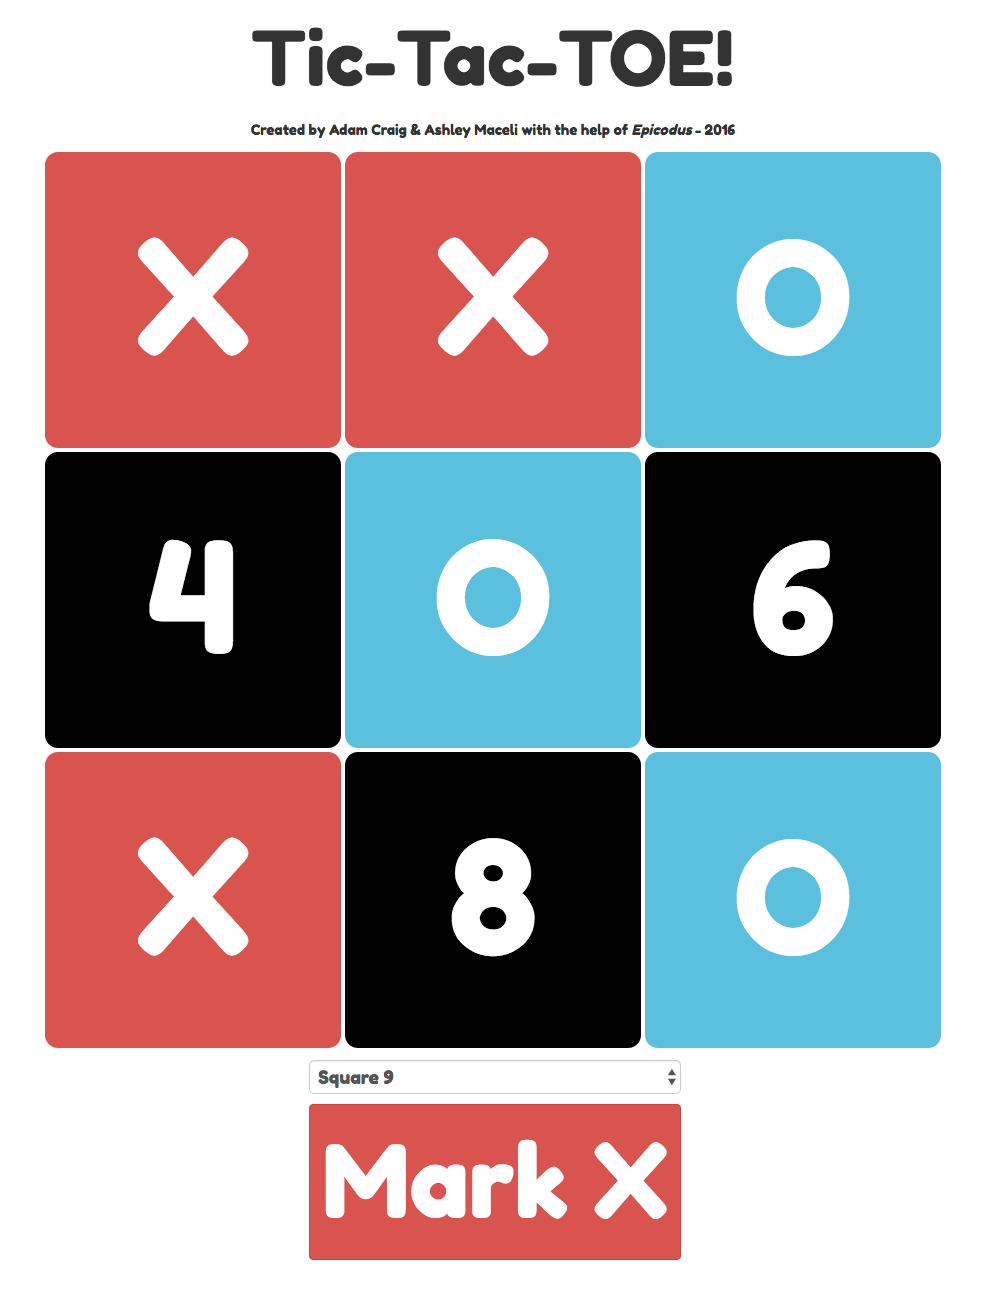 Tic-Tac-TOE!
Created by Adam Craig & Ashley Maceli with the help of Epicodus - 2016
X X O
4 O 6
X 8 O
Square 9
Mark X